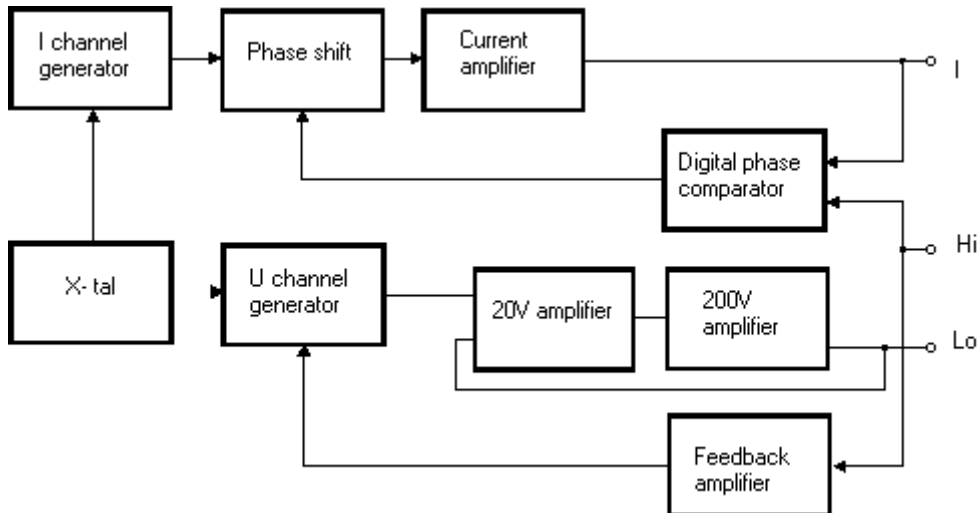 I channel
generator
Phase shift
Current
amplifier
I
Digital phase
comparator
Hi
X- tal
U channel
generator
20V amplifier
200V
amplifier
Lo
Feedback
amplifier